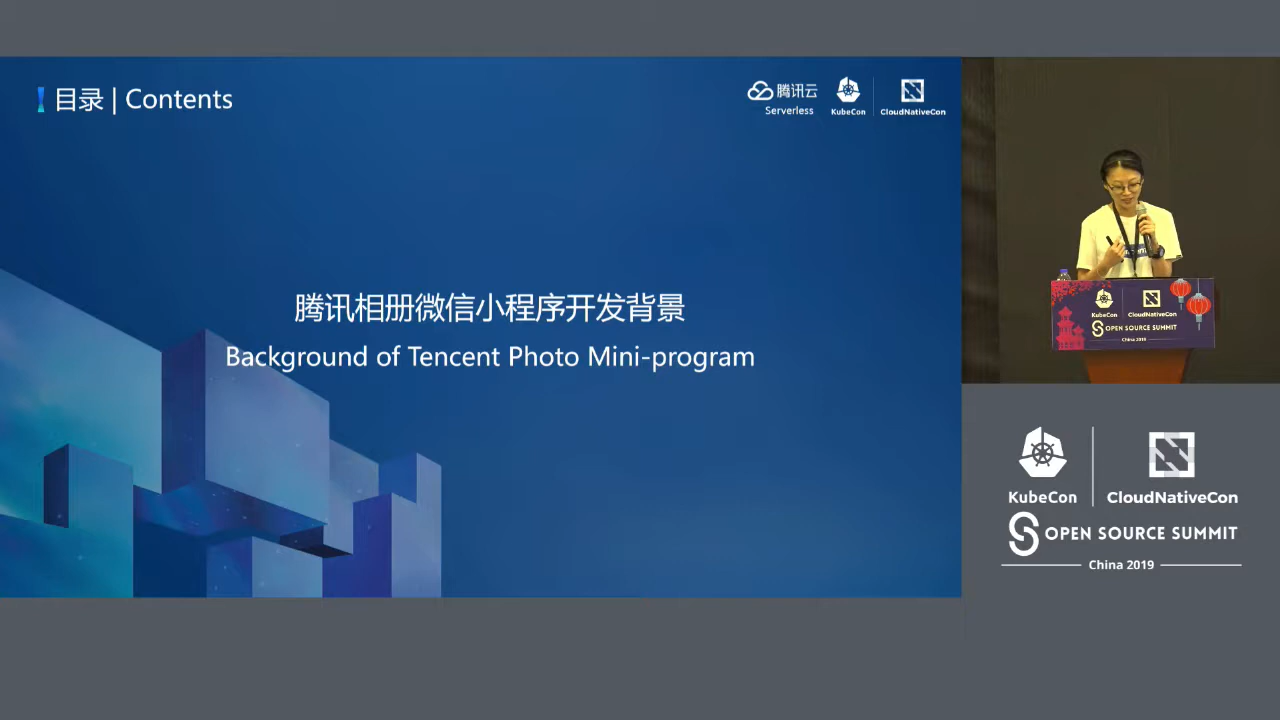 目录 | Contents
腾讯云
Serverless
KubeCon
CloudNativeCon
腾讯相册微信小程序开发背景
Background of Tencent Photo Mini-program
KubeCon
CloudNativeCon
OPEN SOURCE SUMMIT
China 2019
KubeCon
CloudNativeCon
OPEN SOURCE SUMMIT
China 2019